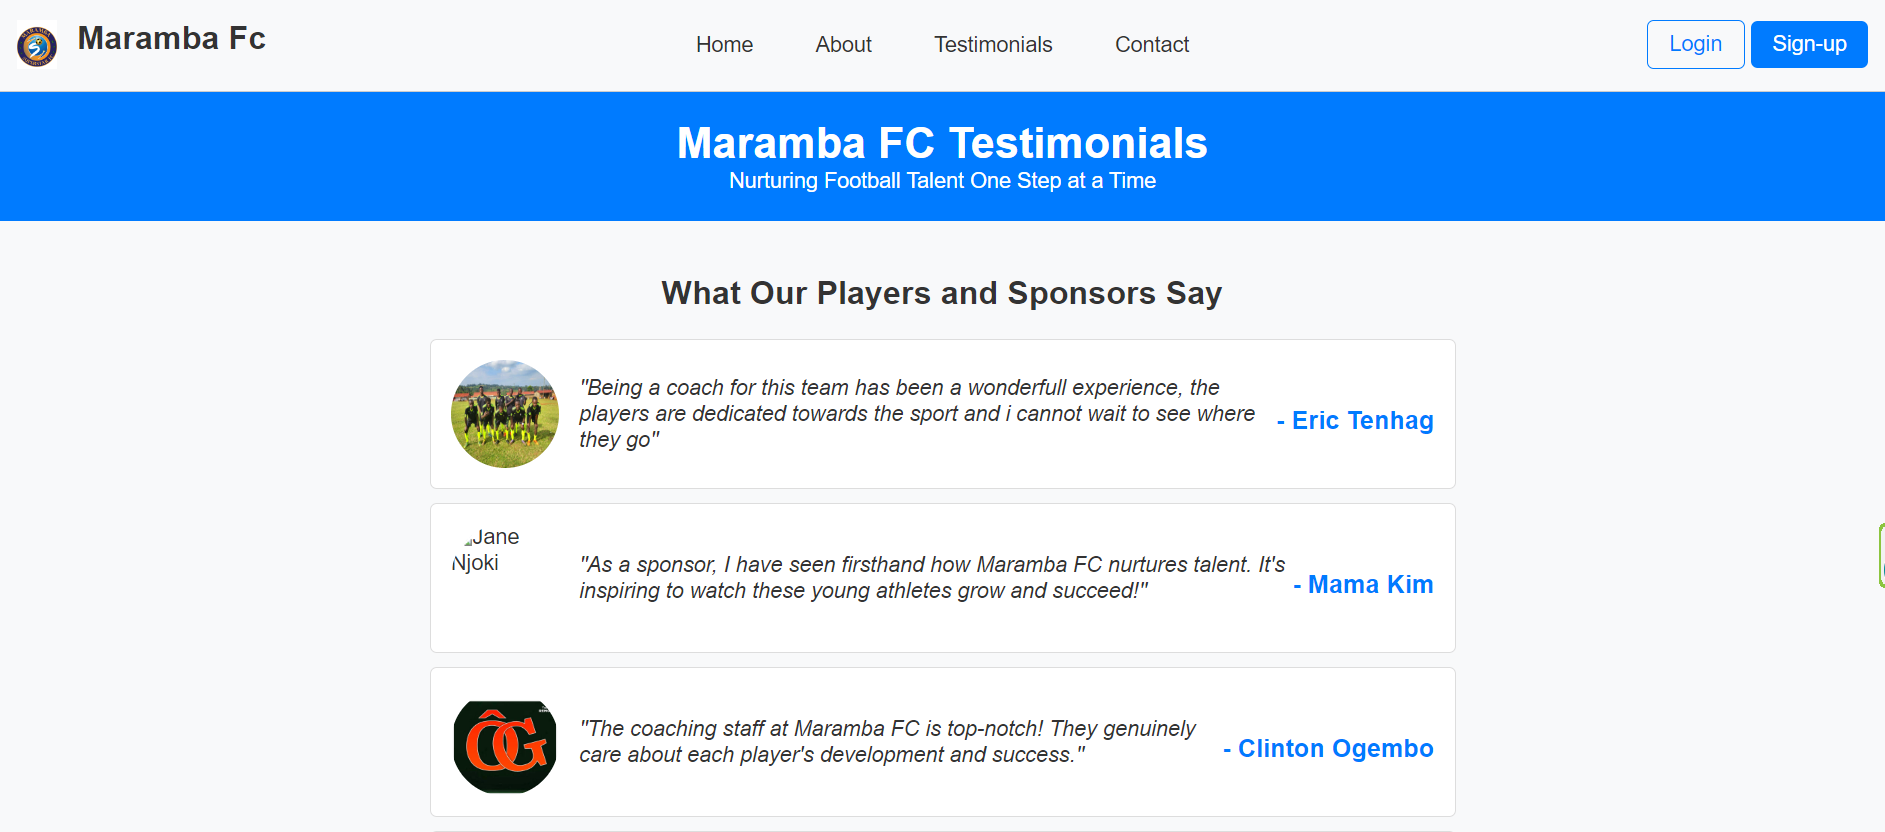 Maramba Fc
Home
About
Testimonials
Contact
Login
Sign-up
Maramba FC Testimonials
Nurturing Football Talent One Step at a Time
What Our Players and Sponsors Say
"Being a coach for this team has been a wonderfull experience, the
players are dedicated towards the sport and i cannot wait to see where
they go"
- Eric Tenhag
Jane
Njoki
"As a sponsor, I have seen firsthand how Maramba FC nurtures talent. It's
inspiring to watch these young athletes grow and succeed!"
- Mama Kim
ÔG
"The coaching staff at Maramba FC is top-notch! They genuinely
care about each player's development and success."
- Clinton Ogembo